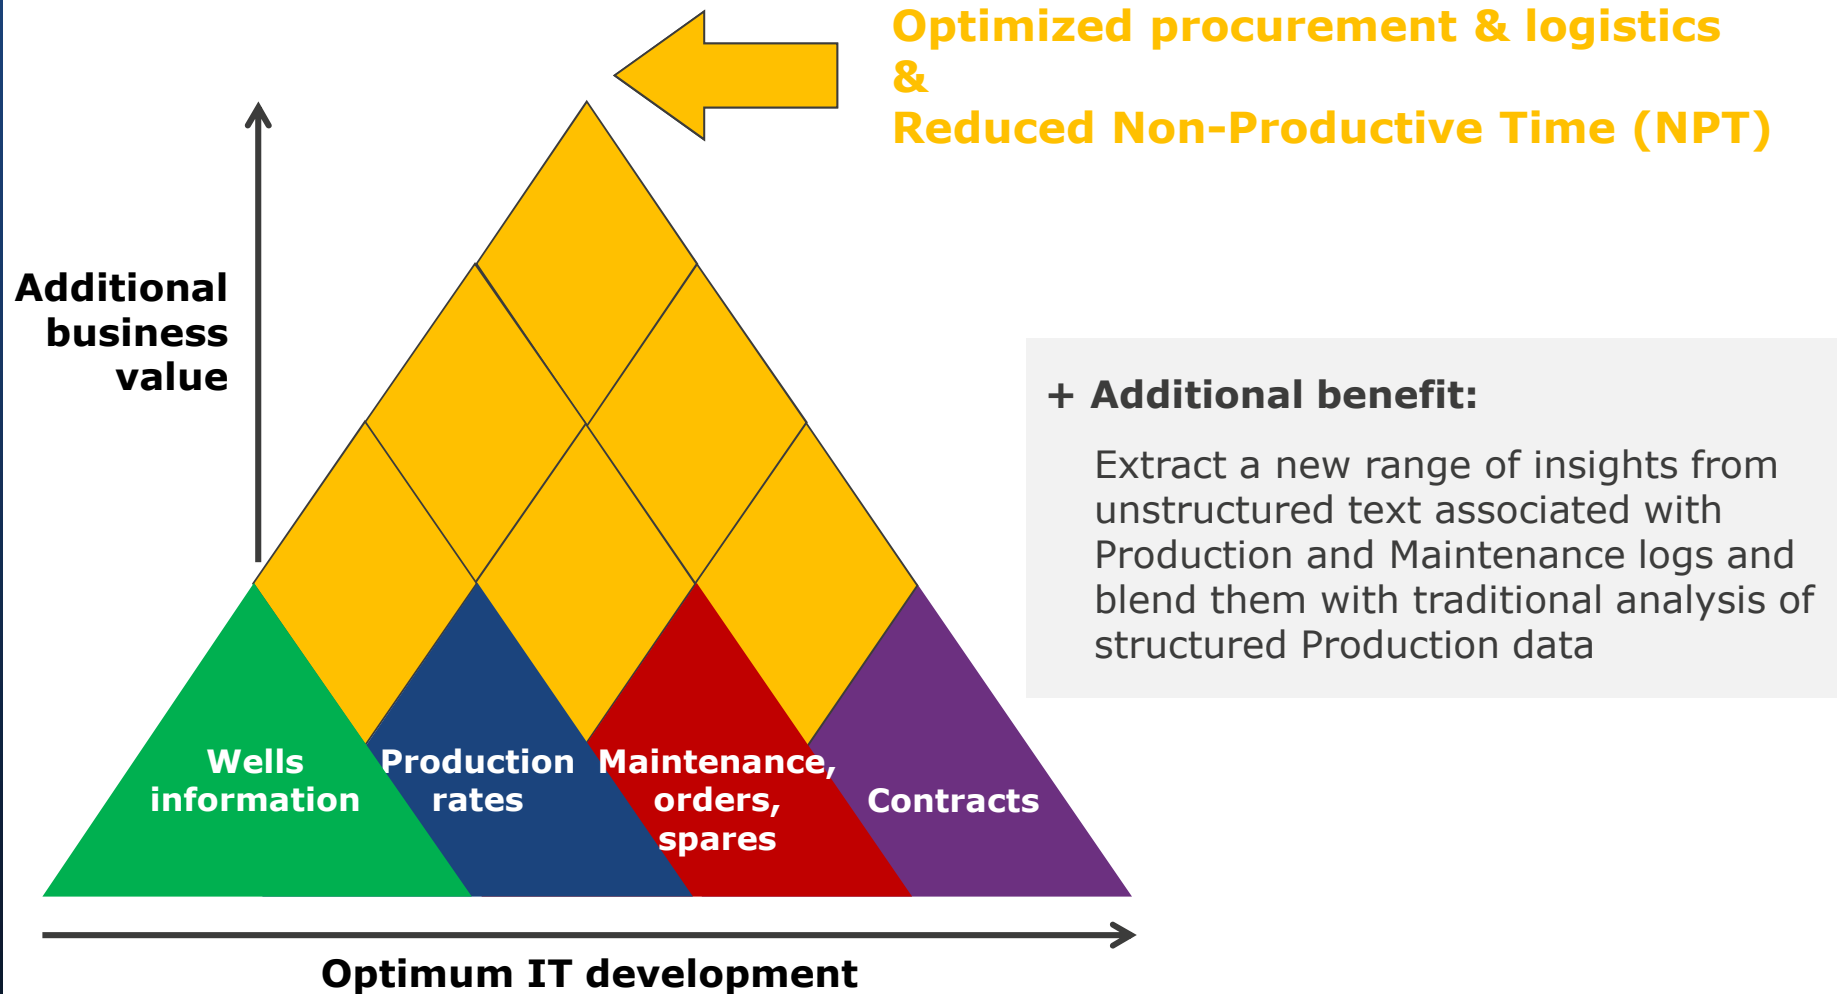 Optimized procurement & logistics
&
Reduced Non-Productive Time (NPT)
Additional
business
value
+ Additional benefit:
Extract a new range of insights from
unstructured text associated with
Production and Maintenance logs and
blend them with traditional analysis of
structured Production data
Wells
information
Production
rates
Maintenance,
orders,
spares
Contracts
Optimum IT development